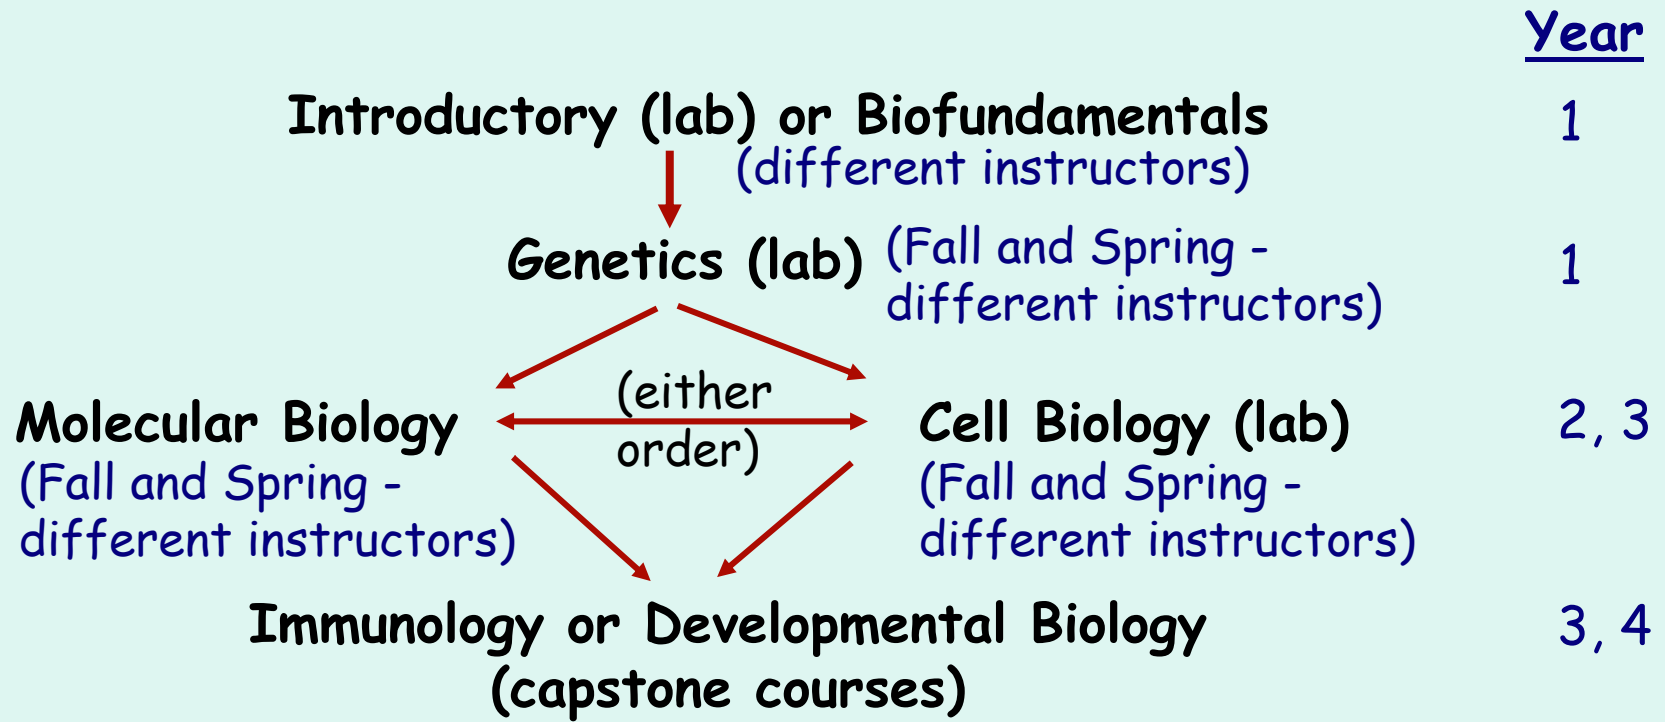 Year
Introductory (lab) or Biofundamentals
1
(different instructors)
Genetics (lab)
(Fall and Spring -
different instructors)
1
(either
order)
Molecular Biology
(Fall and Spring -
different instructors)
Cell Biology (lab)
(Fall and Spring -
different instructors)
2, 3
Immunology or Developmental Biology
(capstone courses)
3, 4